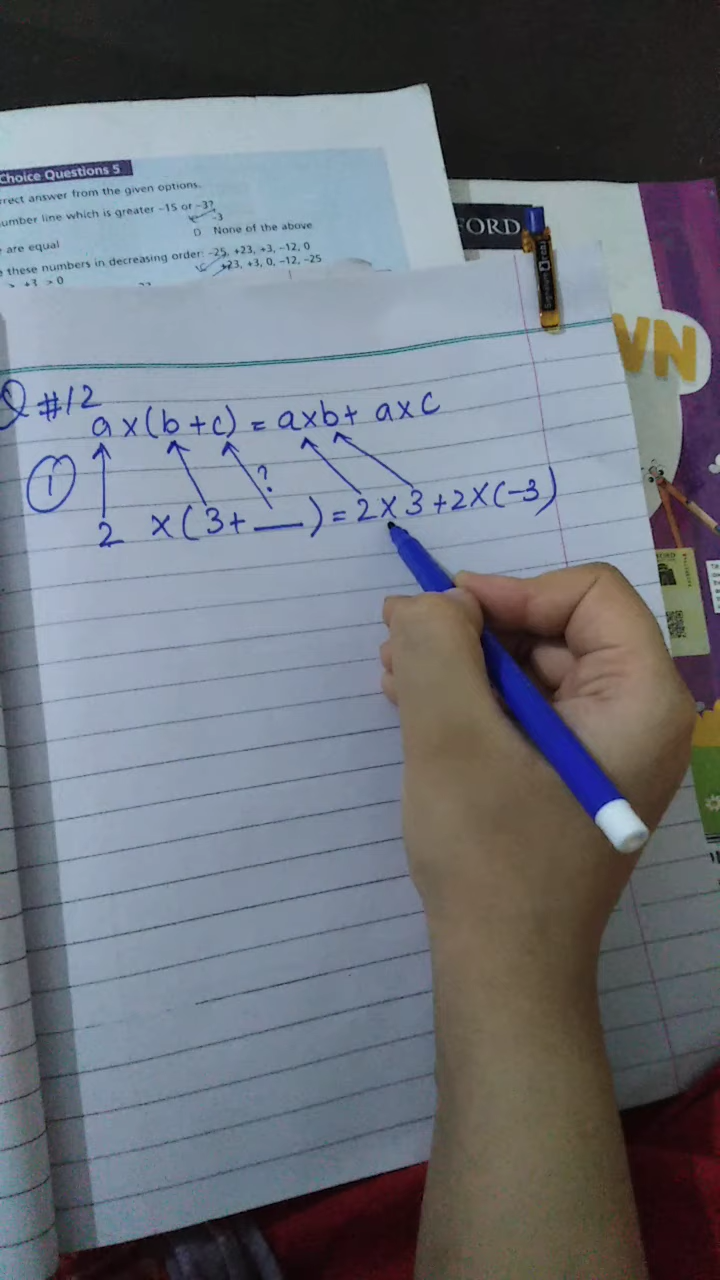 Choice Questions 5
rrect answer from the given options.
umber line which is greater -15 or -3?
-3
are equal
D None of the above
these numbers in decreasing order: -25, +23, +3, -12, 0
+23, +3, 0, -12, -25
> +3 > 0
FORD
WN
Q #12
a x (b + c) = a x b + a x c
① ?
2 x ( 3 + __ ) = 2 x 3 + 2 x (-3)